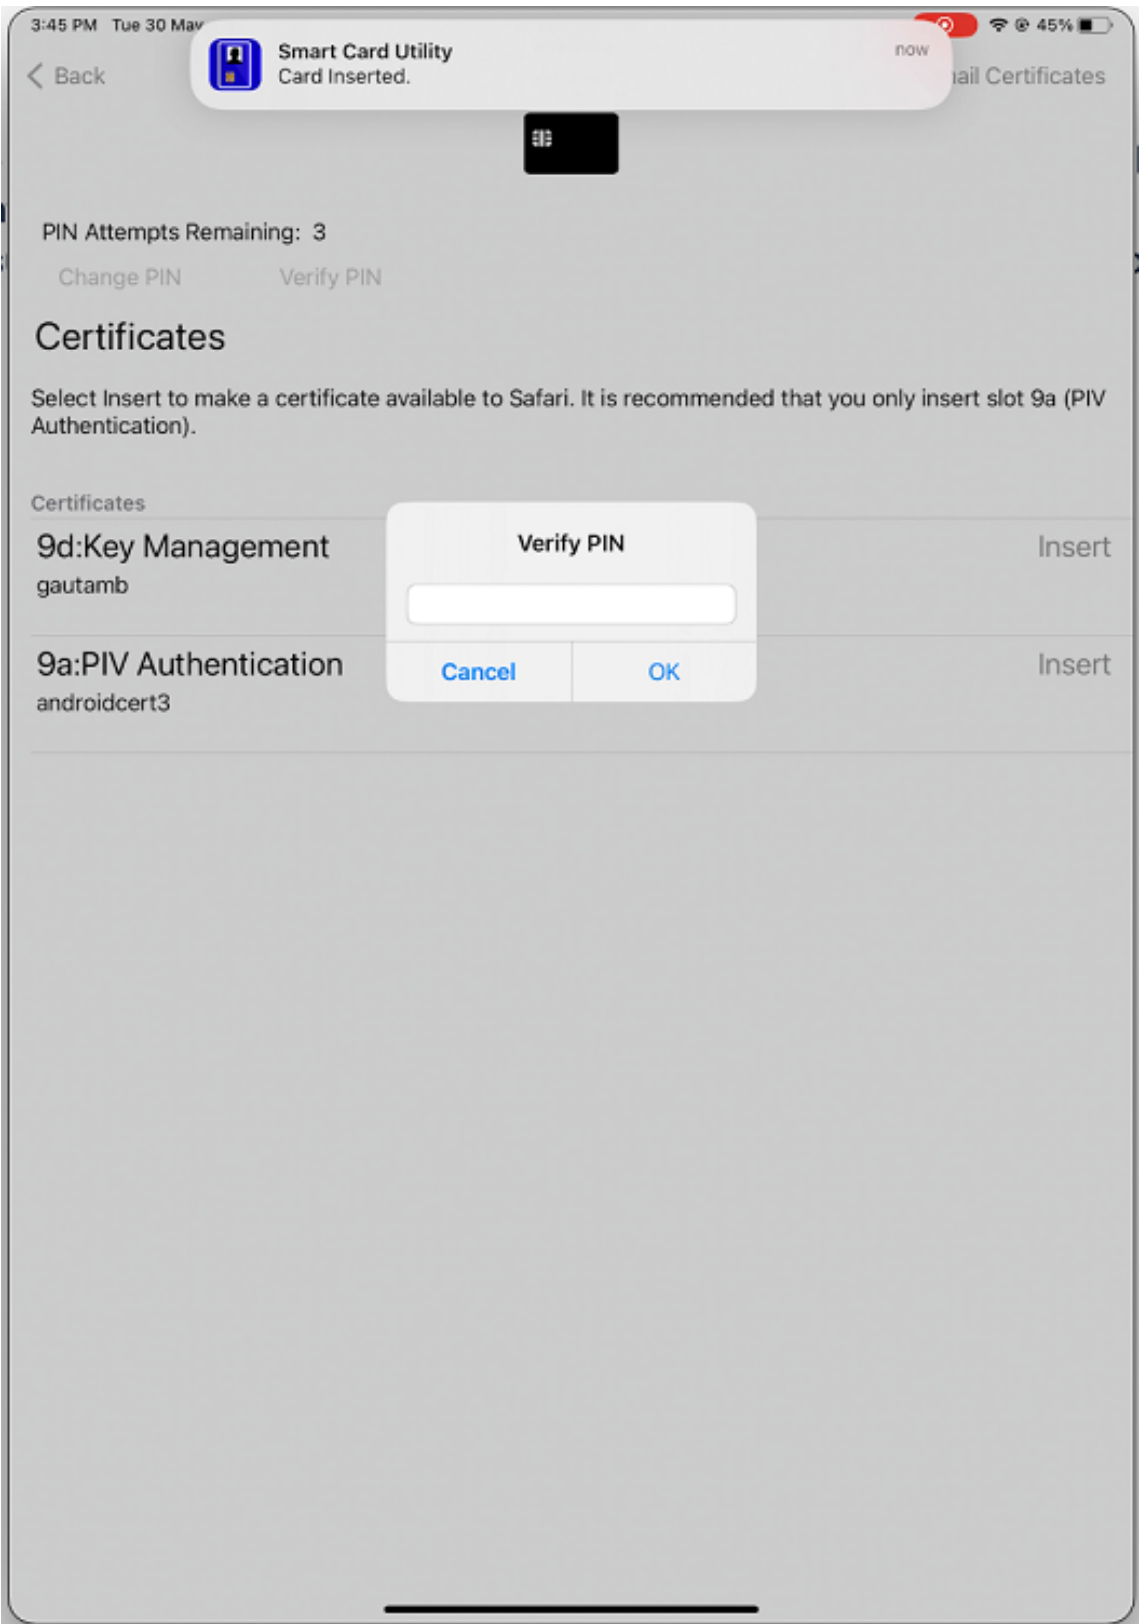 3:45 PM Tue 30 May
45%
Smart Card Utility
now
Card Inserted.
Back
Certificates
PIN Attempts Remaining: 3
Change PIN
Verify PIN
Certificates
Select Insert to make a certificate available to Safari. It is recommended that you only insert slot 9a (PIV
Authentication).
Certificates
9d:Key Management
Insert
gautamb
Verify PIN
Cancel
OK
9a:PIV Authentication
Insert
androidcert3